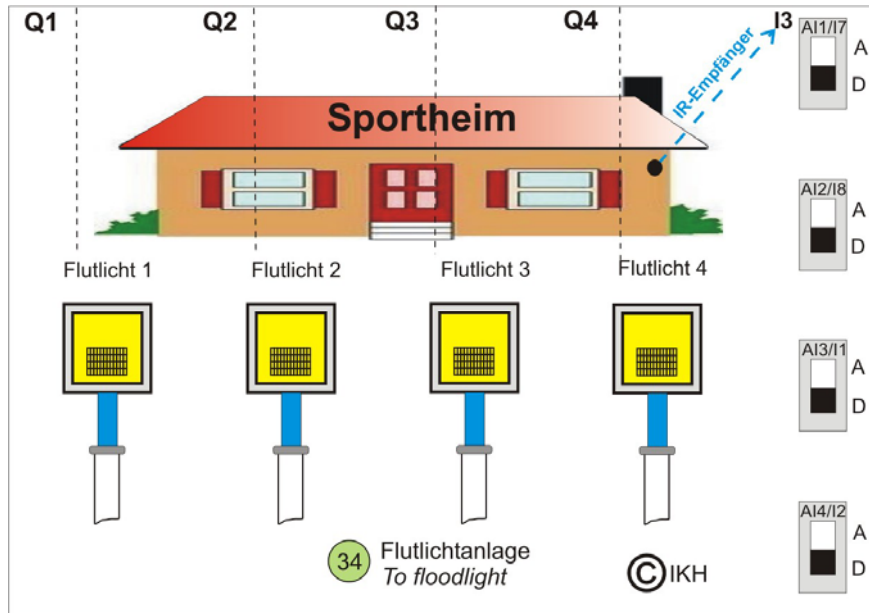 Q1 Q2 Q3 Q4 I3
AI1/I7
A
D
IR-Empfänger
Sportheim
AI2/I8
A
D
Flutlicht 1 Flutlicht 2 Flutlicht 3 Flutlicht 4
AI3/I1
A
D
AI4/I2
A
D
34 Flutlichtanlage
To floodlight
© IKH